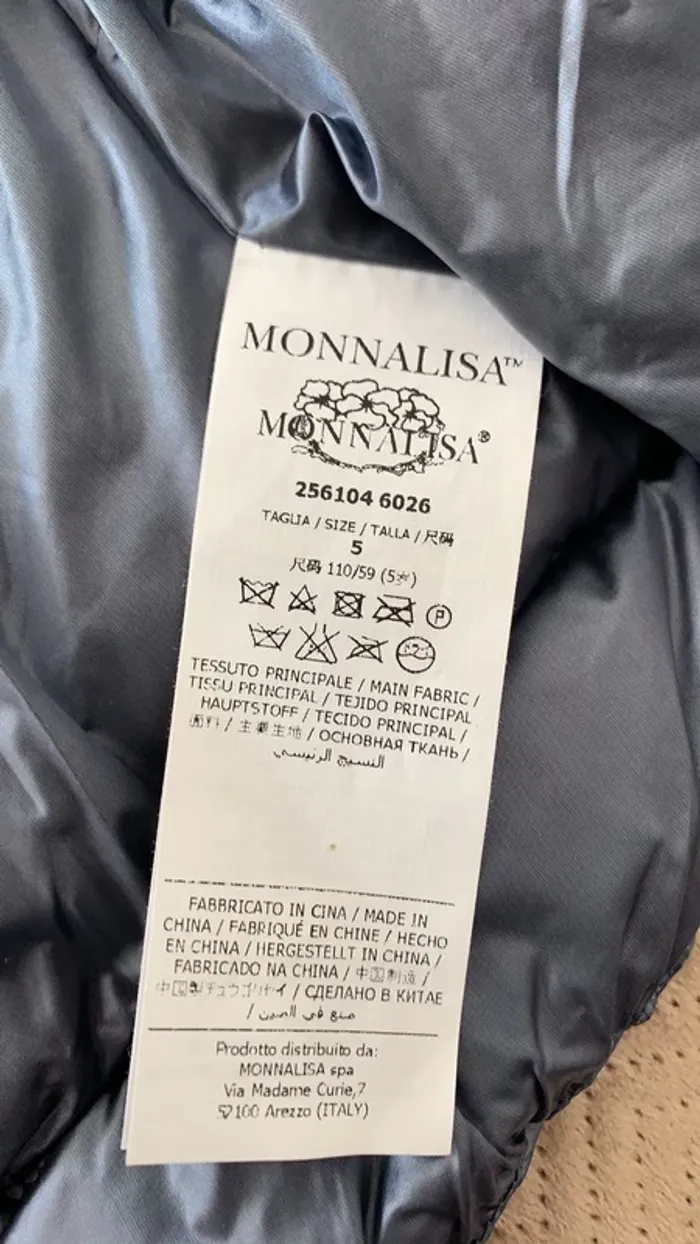 MONNALISA™
MONNALISA®
256104 6026
TAGLIA / SIZE / TALLA / 尺码
5
尺码 110/59 (5岁)
P
TESSUTO PRINCIPALE / MAIN FABRIC /
TISSU PRINCIPAL / TEJIDO PRINCIPAL
HAUPTSTOFF / TECIDO PRINCIPAL /
面料 / 主要生地 / ОСНОВНАЯ ТКАНЬ /
النسيج الرئيسي
FABBRICATO IN CINA / MADE IN
CHINA / FABRIQUÉ EN CHINE / HECHO
EN CHINA / HERGESTELLT IN CHINA /
FABRICADO NA CHINA / 中国制造 /
中国製チュウゴクセイ / СДЕЛАНО В КИТАЕ
/ صنع في الصين
Prodotto distribuito da:
MONNALISA spa
Via Madame Curie,7
52100 Arezzo (ITALY)